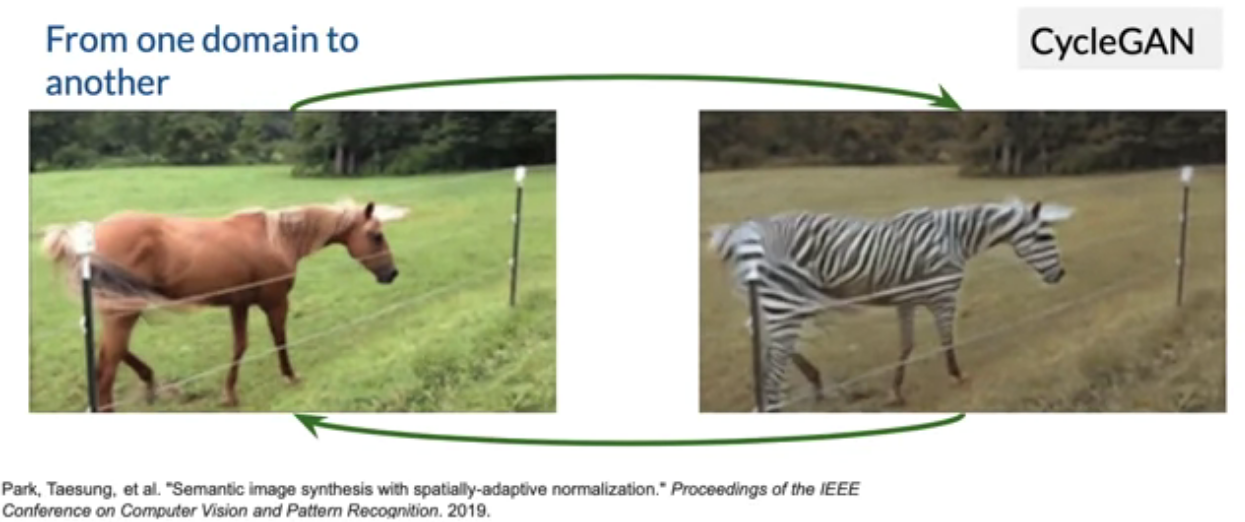 From one domain to
another
CycleGAN
Park, Taesung, et al. "Semantic image synthesis with spatially-adaptive normalization." Proceedings of the IEEE
Conference on Computer Vision and Pattern Recognition. 2019.